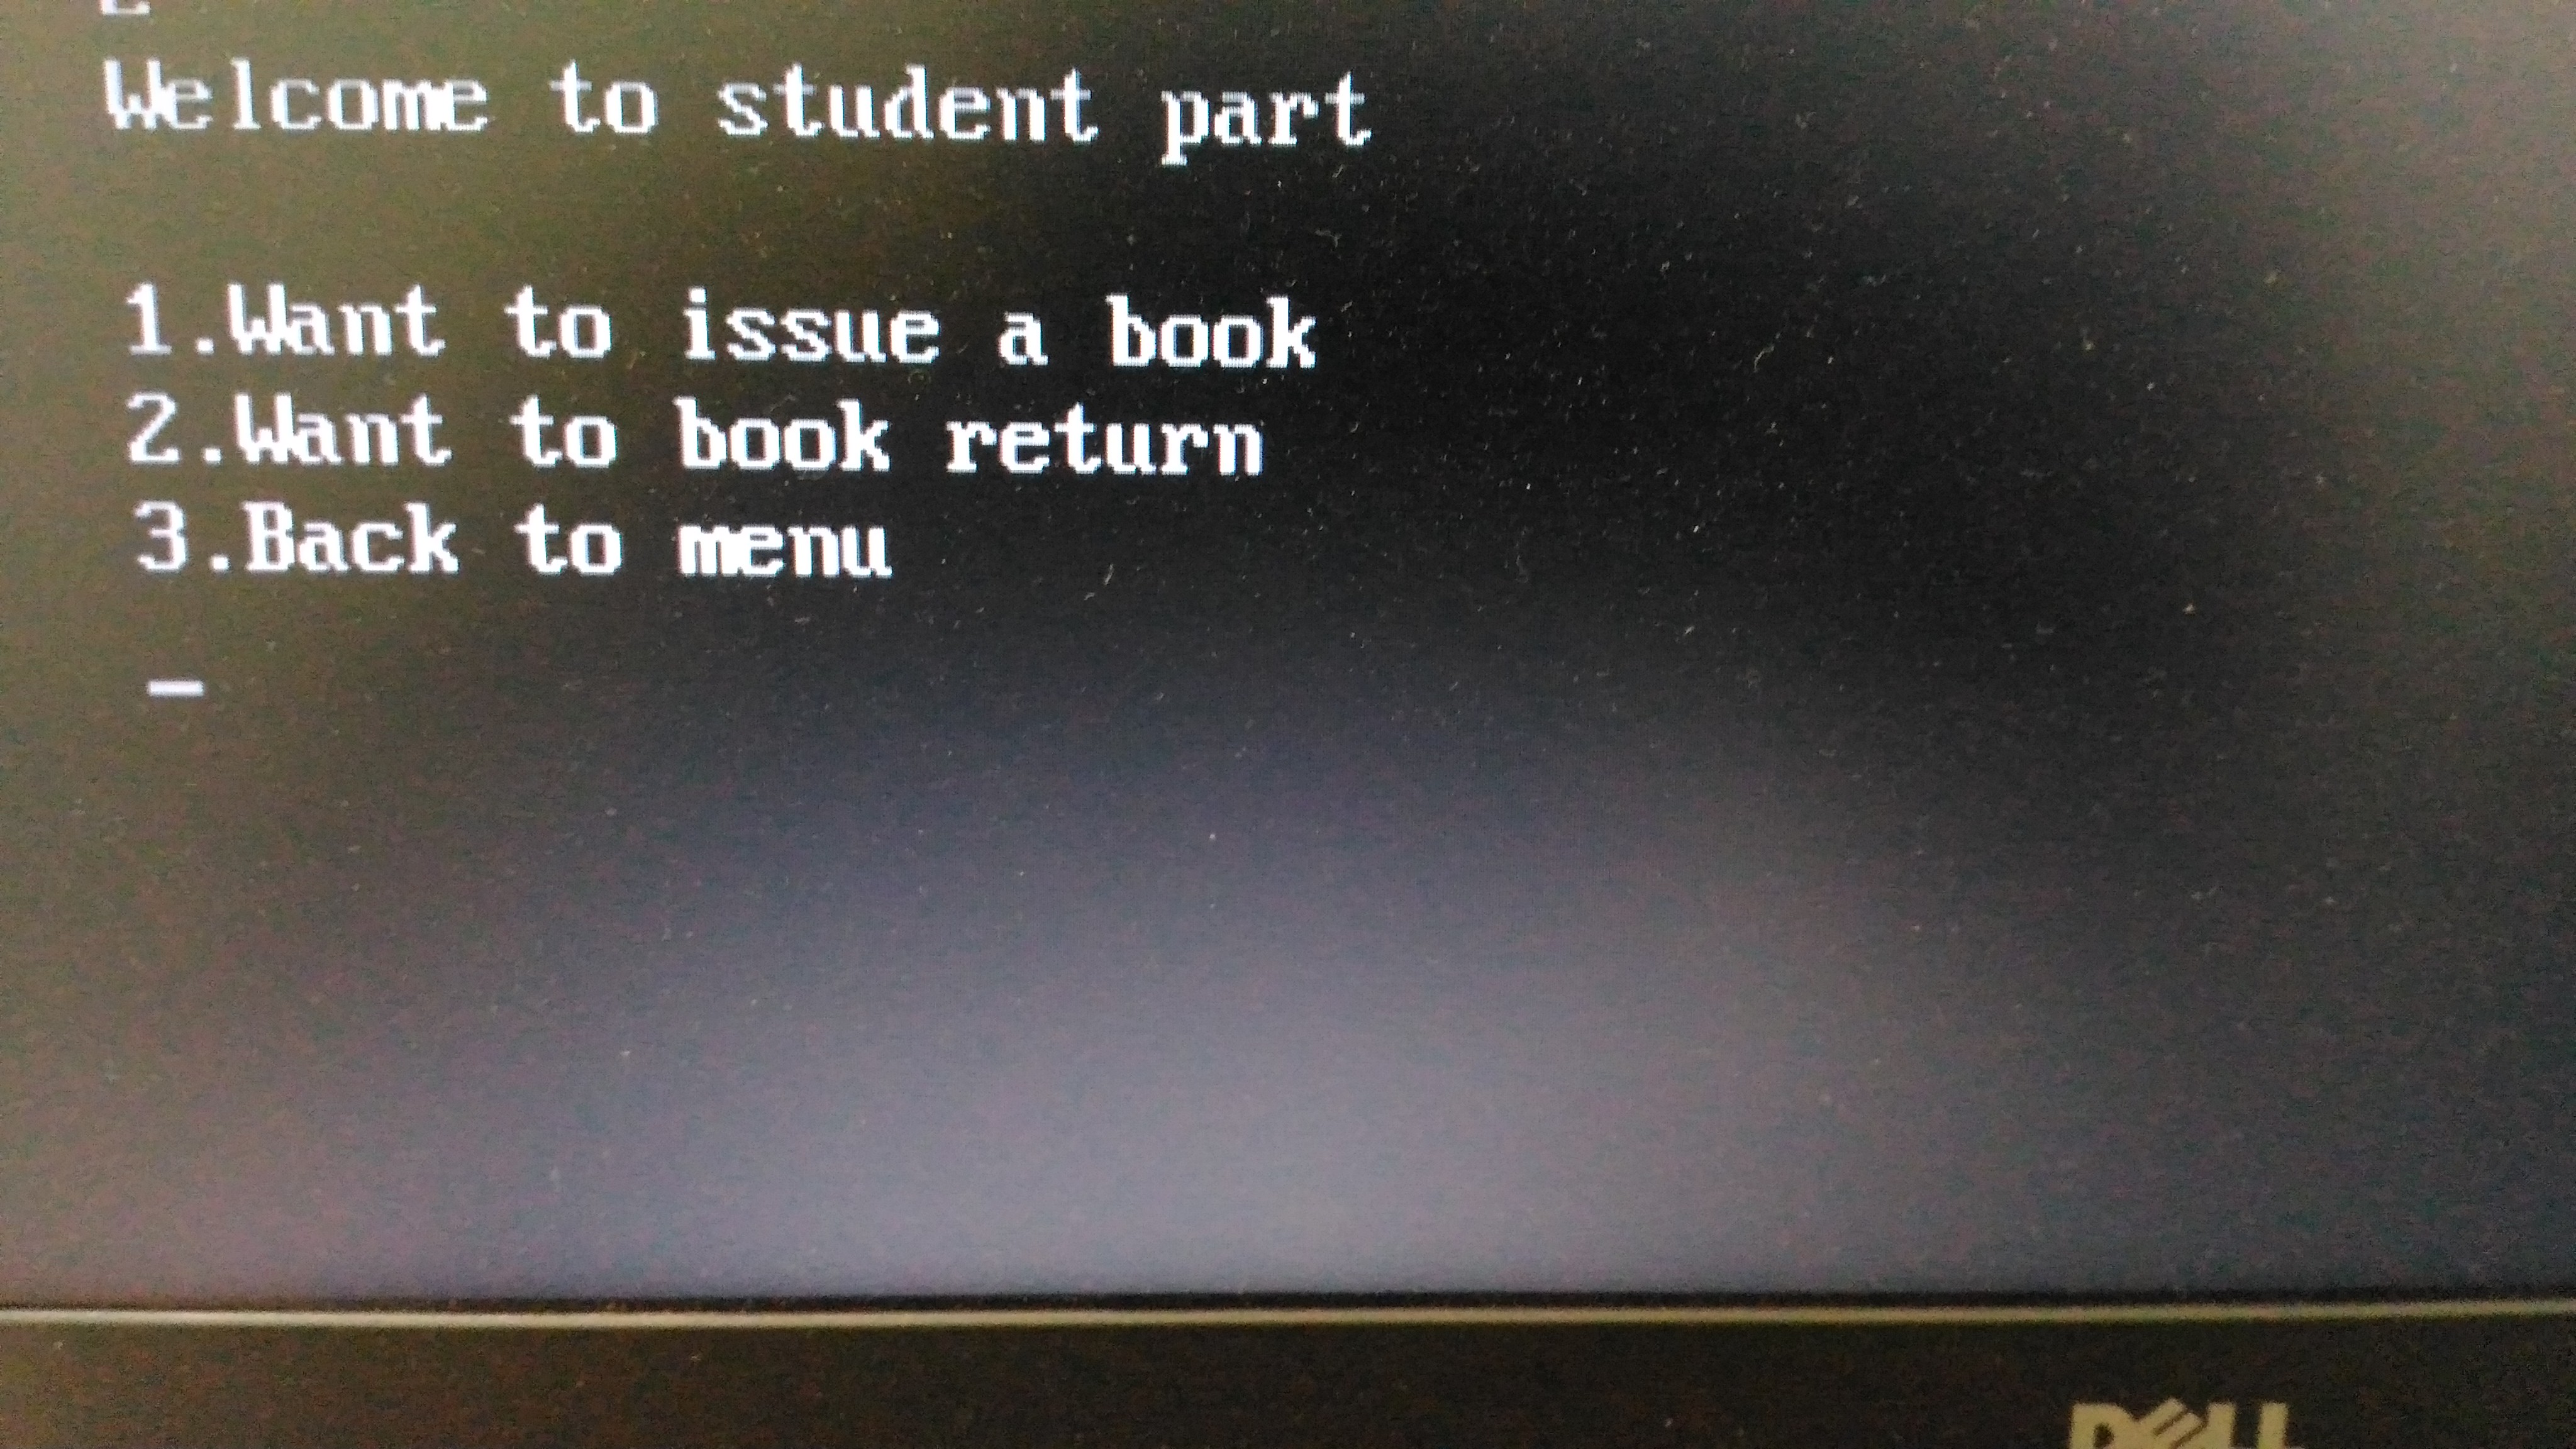 Welcome to student part
1.Want to issue a book
2.Want to book return
3.Back to menu
_
DELL